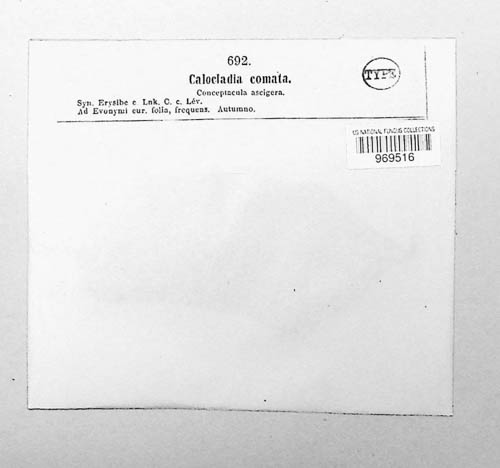 692.
Calocladia comata.
Conceptacula ascigera.
Syn. Erysibe c Lnk. C. c. Lév.
Ad Evonymi eur. folia, frequens. Autumno.
TYPE
US NATIONAL FUNGUS COLLECTIONS
969516